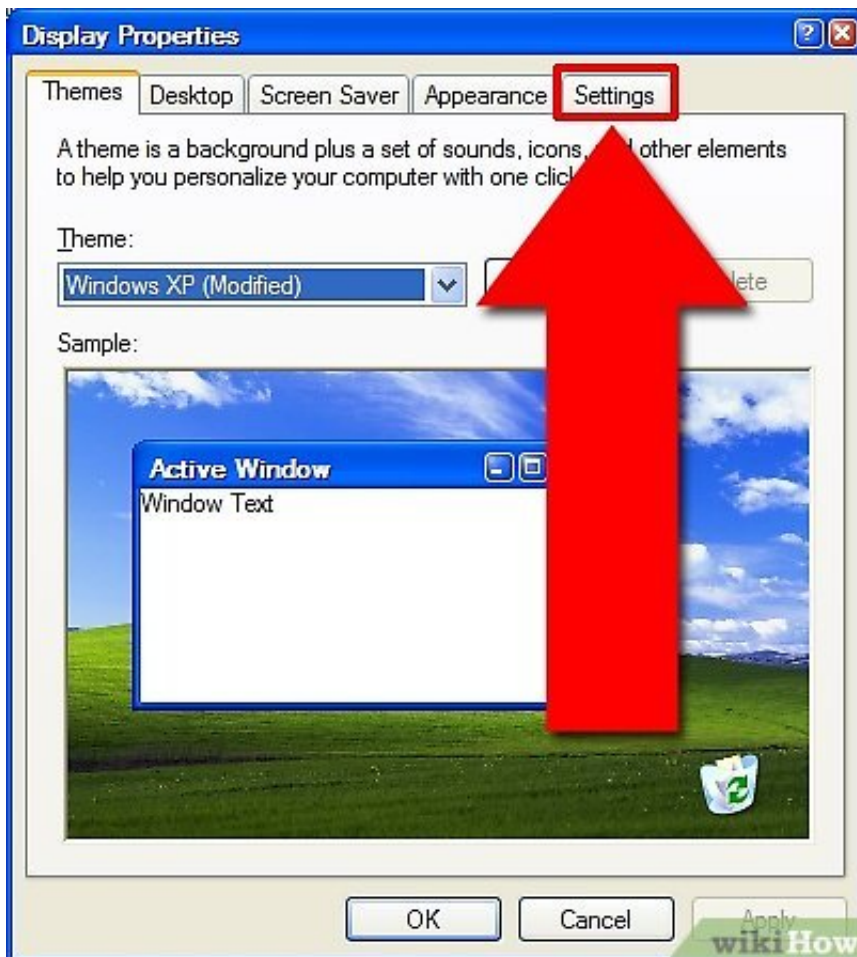 Display Properties
Themes Desktop Screen Saver Appearance Settings
A theme is a background plus a set of sounds, icons, other elements
to help you personalize your computer with one
Theme:
Windows XP (Modified)
Sample:
Active Window
Window Text
OK Cancel Apply
wikiHow